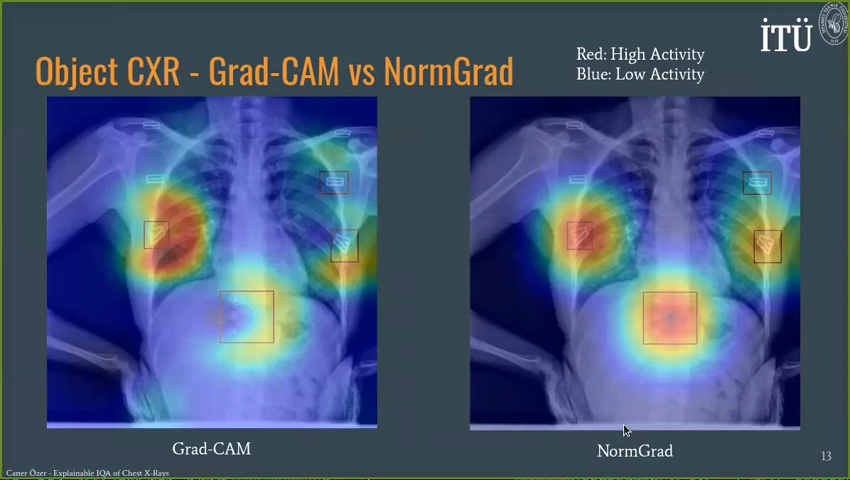 İTÜ
Red: High Activity
Blue: Low Activity
Object CXR - Grad-CAM vs NormGrad
Grad-CAM
NormGrad
13
Caner Özer - Explainable IQA of Chest X-Rays